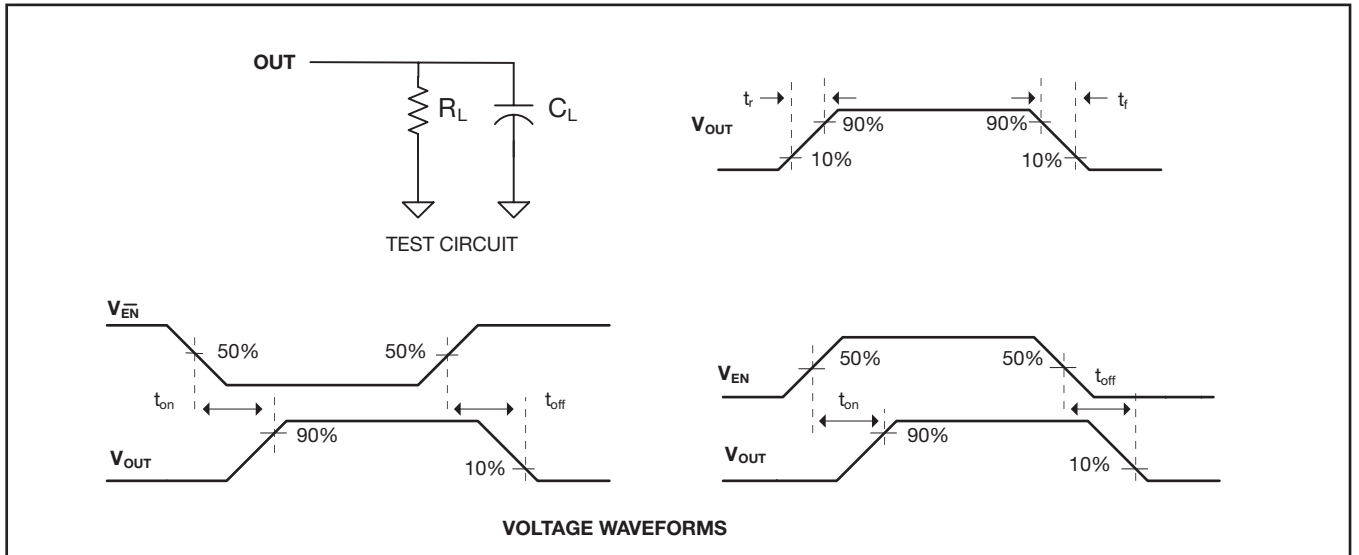 OUT
R_L
C_L
TEST CIRCUIT
t_r
t_f
V_OUT
90%
90%
10%
10%
V_E̅N̅
50%
50%
t_on
t_off
V_OUT
90%
10%
V_EN
50%
50%
t_on
t_off
V_OUT
90%
10%
VOLTAGE WAVEFORMS